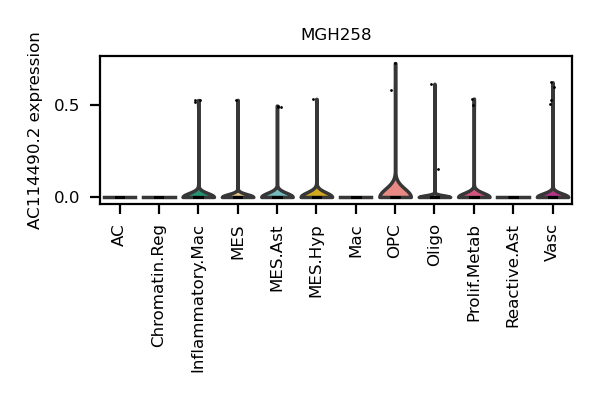 MGH258
AC114490.2 expression
0.5
0.0
AC
Chromatin.Reg
Inflammatory.Mac
MES
MES.Ast
MES.Hyp
Mac
OPC
Oligo
Prolif.Metab
Reactive.Ast
Vasc